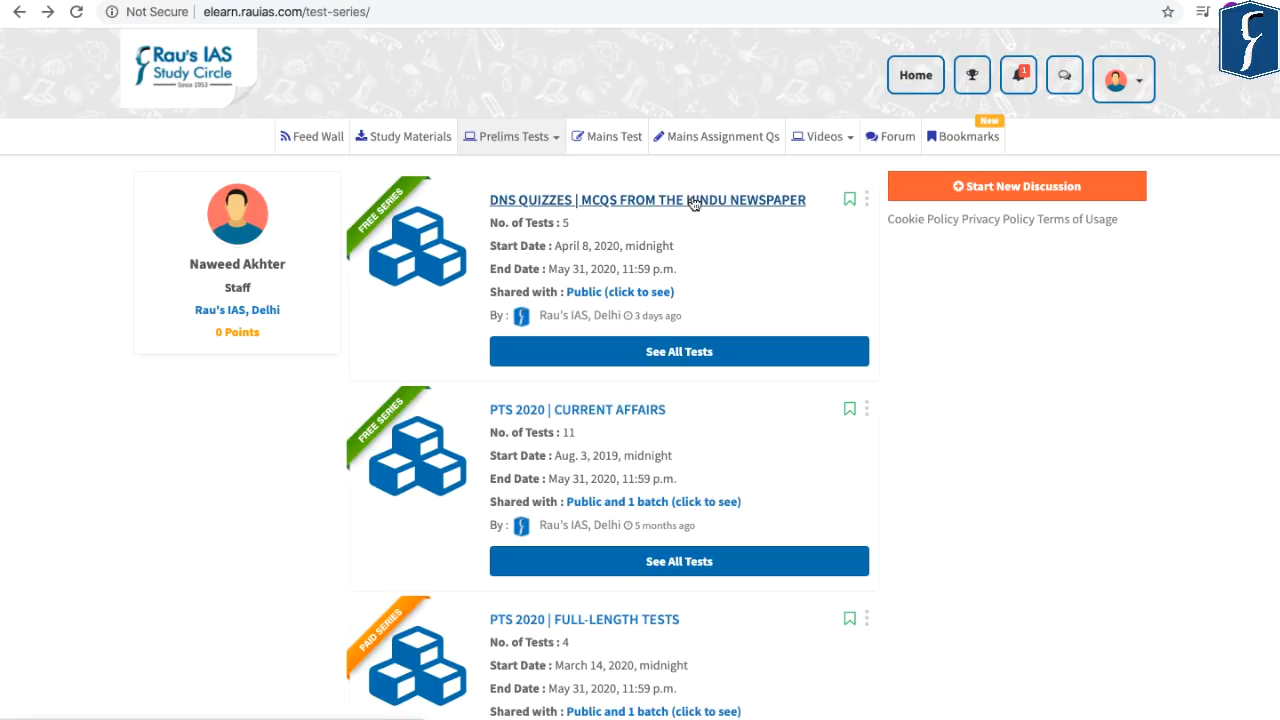 Not Secure
elearn.rauias.com/test-series/
Rau's IAS
Study Circle
Since 1953
Home
1
Feed Wall
Study Materials
Prelims Tests
Mains Test
Mains Assignment Qs
Videos
Forum
New
Bookmarks
Naweed Akhter
Staff
Rau's IAS, Delhi
0 Points
FREE SERIES
DNS QUIZZES | MCQS FROM THE HINDU NEWSPAPER
No. of Tests : 5
Start Date : April 8, 2020, midnight
End Date : May 31, 2020, 11:59 p.m.
Shared with : Public (click to see)
By : Rau's IAS, Delhi 3 days ago
See All Tests
FREE SERIES
PTS 2020 | CURRENT AFFAIRS
No. of Tests : 11
Start Date : Aug. 3, 2019, midnight
End Date : May 31, 2020, 11:59 p.m.
Shared with : Public and 1 batch (click to see)
By : Rau's IAS, Delhi 5 months ago
See All Tests
PAID SERIES
PTS 2020 | FULL-LENGTH TESTS
No. of Tests : 4
Start Date : March 14, 2020, midnight
End Date : May 31, 2020, 11:59 p.m.
Shared with : Public and 1 batch (click to see)
Start New Discussion
Cookie Policy Privacy Policy Terms of Usage